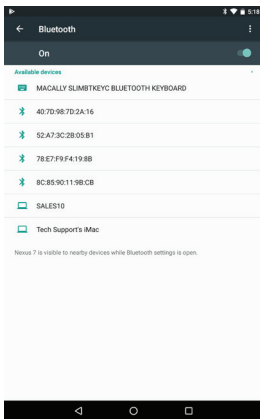 5:18
Bluetooth
On
Available devices
MACALLY SLIMBTKEYC BLUETOOTH KEYBOARD
40:7D:98:7D:2A:16
52:A7:3C:2B:05:B1
78:E7:F9:F4:19:8B
8C:85:90:11:9B:CB
SALES10
Tech Support's iMac
Nexus 7 is visible to nearby devices while Bluetooth settings is open.